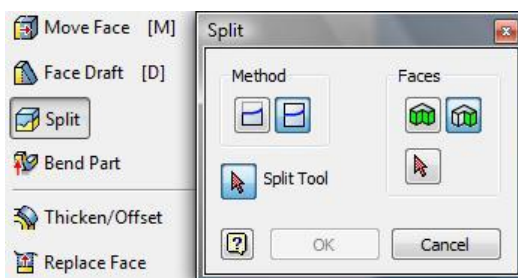 Move Face [M]
Face Draft [D]
Split
Bend Part
Thicken/Offset
Replace Face
Split
Method
Faces
Split Tool
?
OK
Cancel